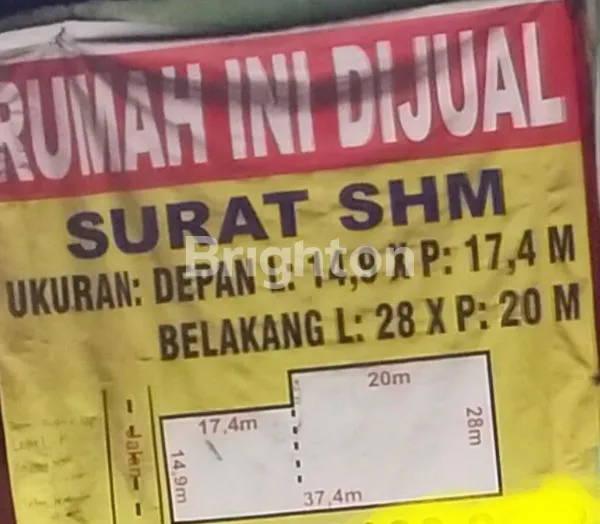 RUMAH INI DIJUAL
SURAT SHM
Brighton
UKURAN: DEPAN L: 14,9 X P: 17,4 M
BELAKANG L: 28 X P: 20 M
20m
17,4m
28m
Jalan
14,9m
37,4m